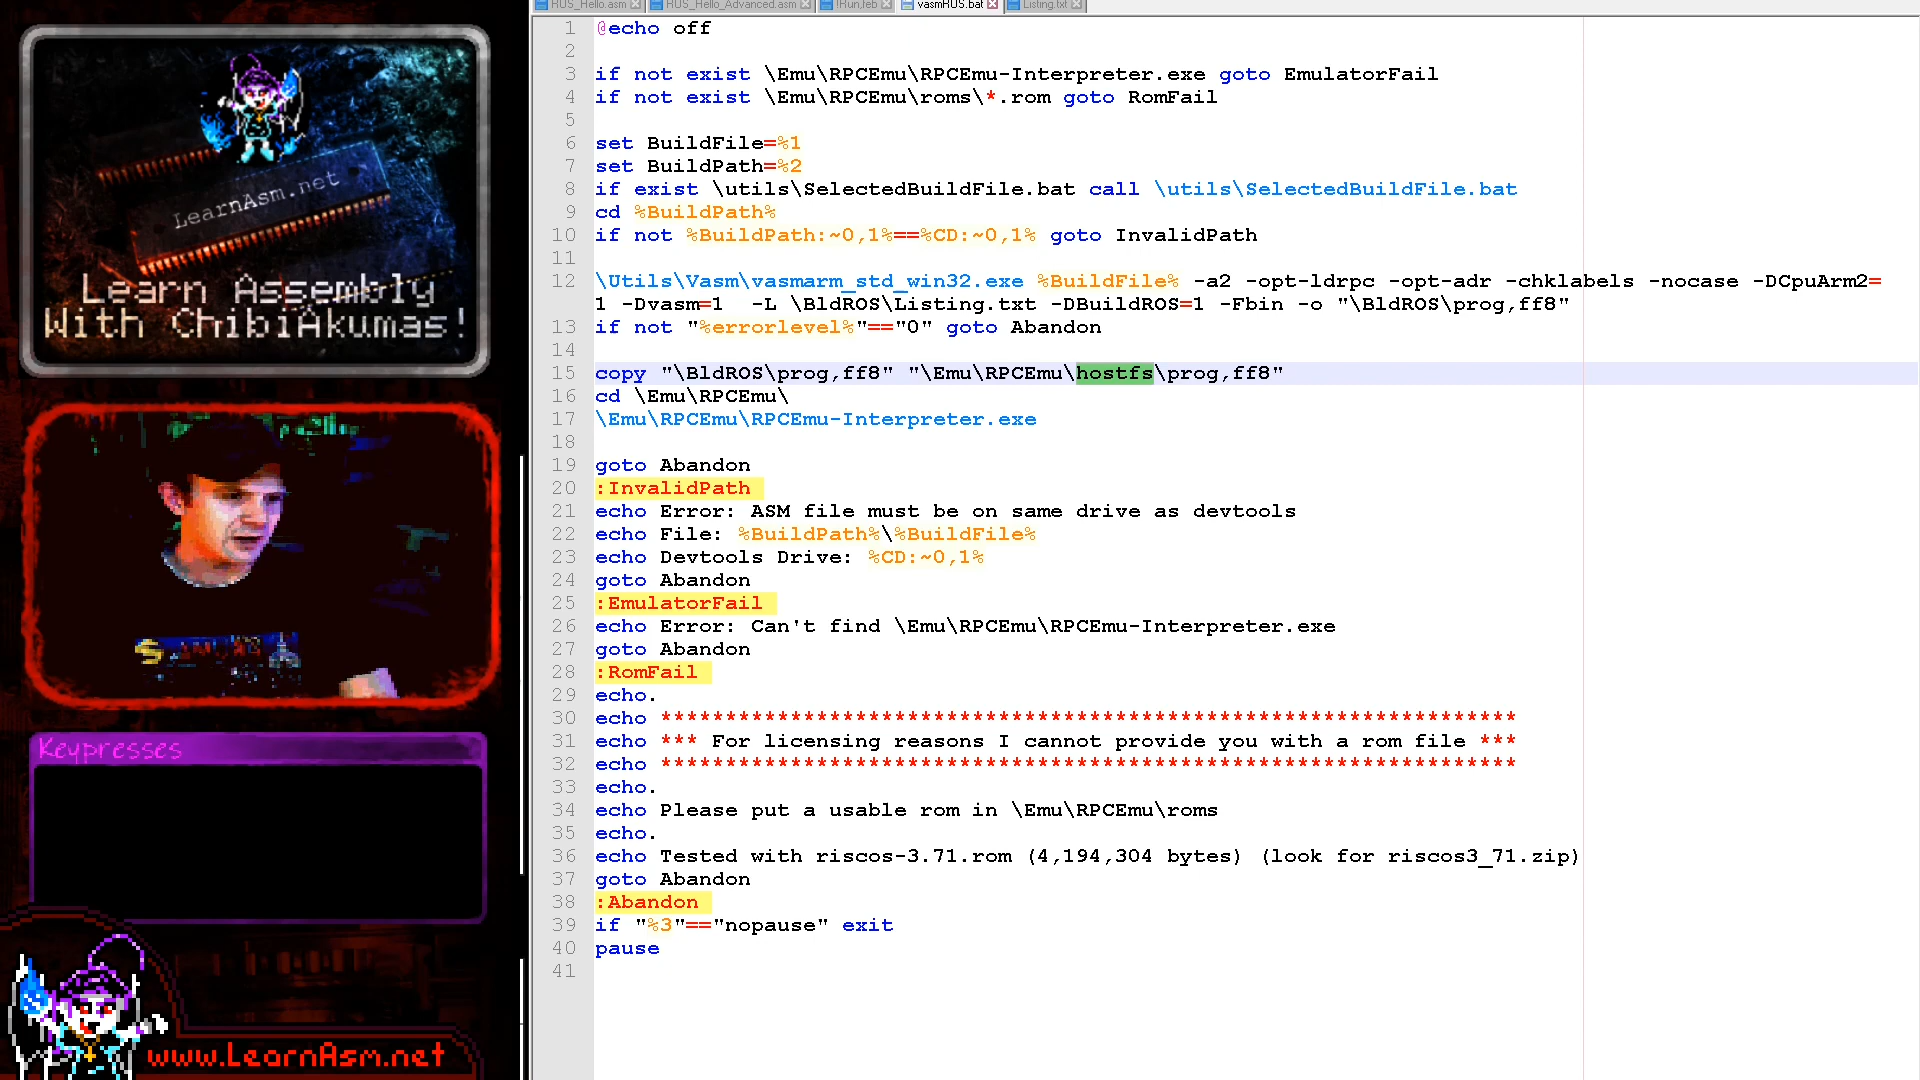 RUS_Hello.asm
RUS_Hello_Advanced.asm
!Run,feb
vasmRUS.bat
Listing.txt
LearnAsm.net
Learn Assembly
With ChibiAkumas!
Keypresses
www.LearnAsm.net
1 @echo off
2
3 if not exist \Emu\RPCEmu\RPCEmu-Interpreter.exe goto EmulatorFail
4 if not exist \Emu\RPCEmu\roms\*.rom goto RomFail
5
6 set BuildFile=%1
7 set BuildPath=%2
8 if exist \utils\SelectedBuildFile.bat call \utils\SelectedBuildFile.bat
9 cd %BuildPath%
10 if not %BuildPath:~0,1%==%CD:~0,1% goto InvalidPath
11
12 \Utils\Vasm\vasmarm_std_win32.exe %BuildFile% -a2 -opt-ldrpc -opt-adr -chklabels -nocase -DCpuArm2=
1 -Dvasm=1  -L \BldROS\Listing.txt -DBuildROS=1 -Fbin -o "\BldROS\prog,ff8"
13 if not "%errorlevel%"=="0" goto Abandon
14
15 copy "\BldROS\prog,ff8" "\Emu\RPCEmu\hostfs\prog,ff8"
16 cd \Emu\RPCEmu\
17 \Emu\RPCEmu\RPCEmu-Interpreter.exe
18
19 goto Abandon
20 :InvalidPath
21 echo Error: ASM file must be on same drive as devtools
22 echo File: %BuildPath%\%BuildFile%
23 echo Devtools Drive: %CD:~0,1%
24 goto Abandon
25 :EmulatorFail
26 echo Error: Can't find \Emu\RPCEmu\RPCEmu-Interpreter.exe
27 goto Abandon
28 :RomFail
29 echo.
30 echo ******************************************************************
31 echo *** For licensing reasons I cannot provide you with a rom file ***
32 echo ******************************************************************
33 echo.
34 echo Please put a usable rom in \Emu\RPCEmu\roms
35 echo.
36 echo Tested with riscos-3.71.rom (4,194,304 bytes) (look for riscos3_71.zip)
37 goto Abandon
38 :Abandon
39 if "%3"=="nopause" exit
40 pause
41